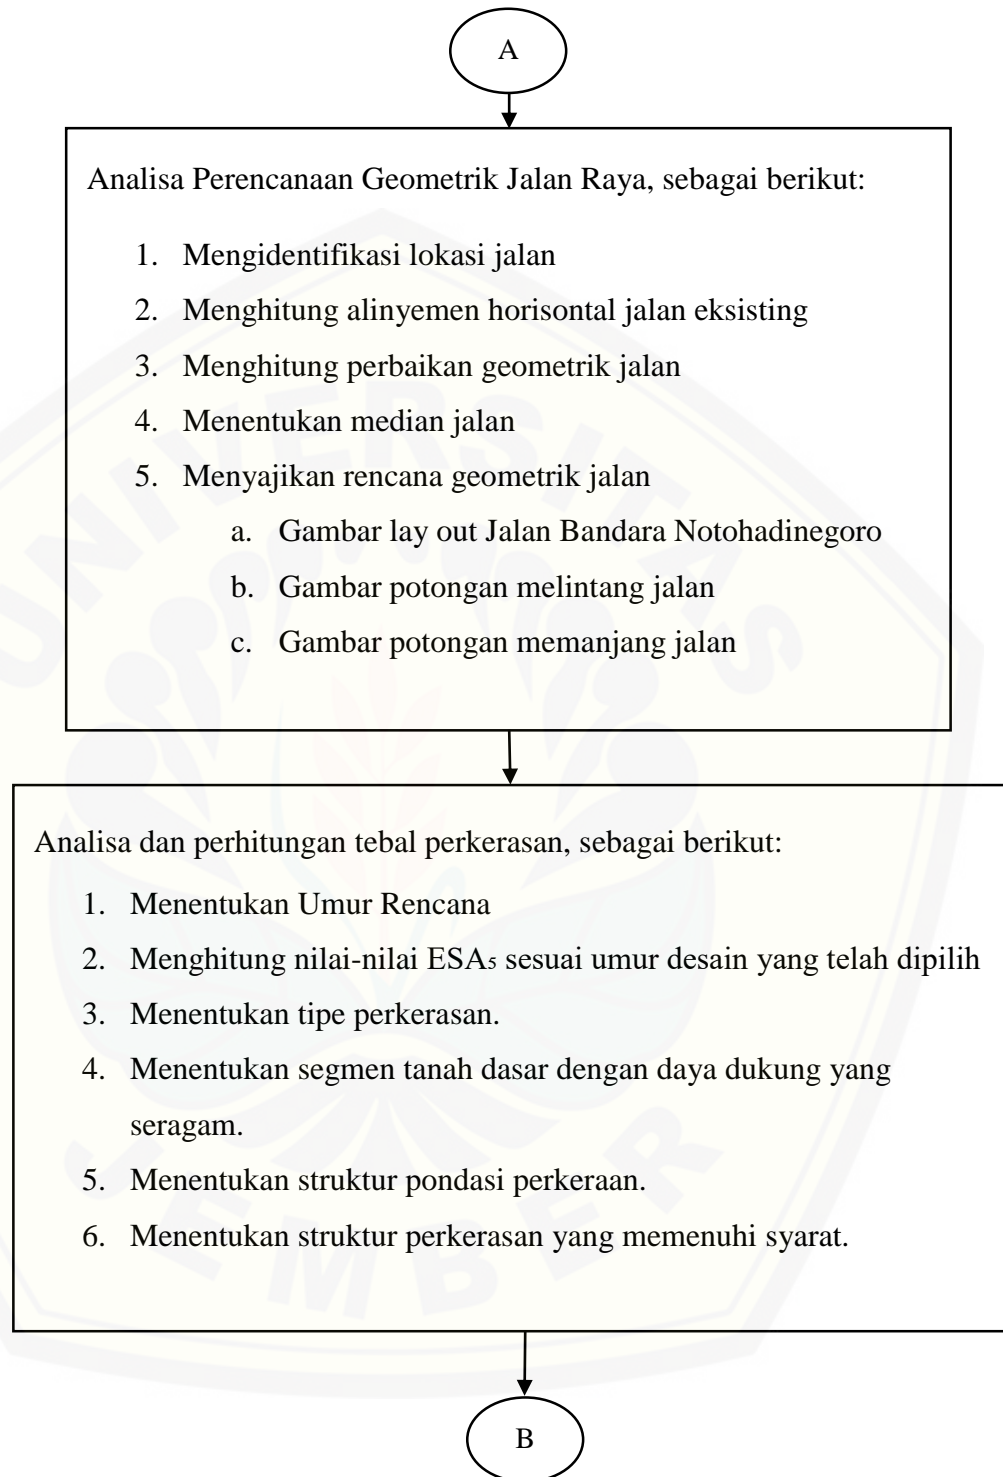 A
Analisa Perencanaan Geometrik Jalan Raya, sebagai berikut:
1. Mengidentifikasi lokasi jalan
2. Menghitung alinyemen horisontal jalan eksisting
3. Menghitung perbaikan geometrik jalan
4. Menentukan median jalan
5. Menyajikan rencana geometrik jalan
a. Gambar lay out Jalan Bandara Notohadinegoro
b. Gambar potongan melintang jalan
c. Gambar potongan memanjang jalan
Analisa dan perhitungan tebal perkerasan, sebagai berikut:
1. Menentukan Umur Rencana
2. Menghitung nilai-nilai ESA₅ sesuai umur desain yang telah dipilih
3. Menentukan tipe perkerasan.
4. Menentukan segmen tanah dasar dengan daya dukung yang
seragam.
5. Menentukan struktur pondasi perkeraan.
6. Menentukan struktur perkerasan yang memenuhi syarat.
B
UNIVERSITAS
JEMBER